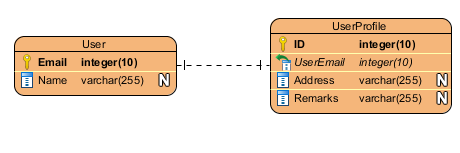 User
Email integer(10)
Name varchar(255) N
UserProfile
ID integer(10)
UserEmail integer(10)
Address varchar(255) N
Remarks varchar(255) N